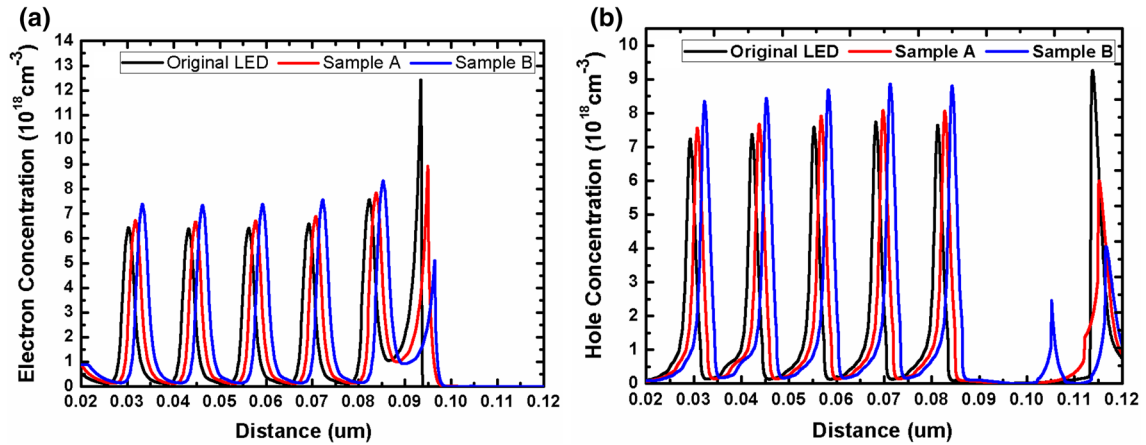 (a)
Original LED Sample A Sample B
Electron Concentration (10^18cm^-3)
14
13
12
11
10
9
8
7
6
5
4
3
2
1
0
0.02 0.03 0.04 0.05 0.06 0.07 0.08 0.09 0.10 0.11 0.12
Distance (um)
(b)
Original LED Sample A Sample B
Hole Concentration (10^18cm^-3)
10
9
8
7
6
5
4
3
2
1
0
0.02 0.03 0.04 0.05 0.06 0.07 0.08 0.09 0.10 0.11 0.12
Distance (um)